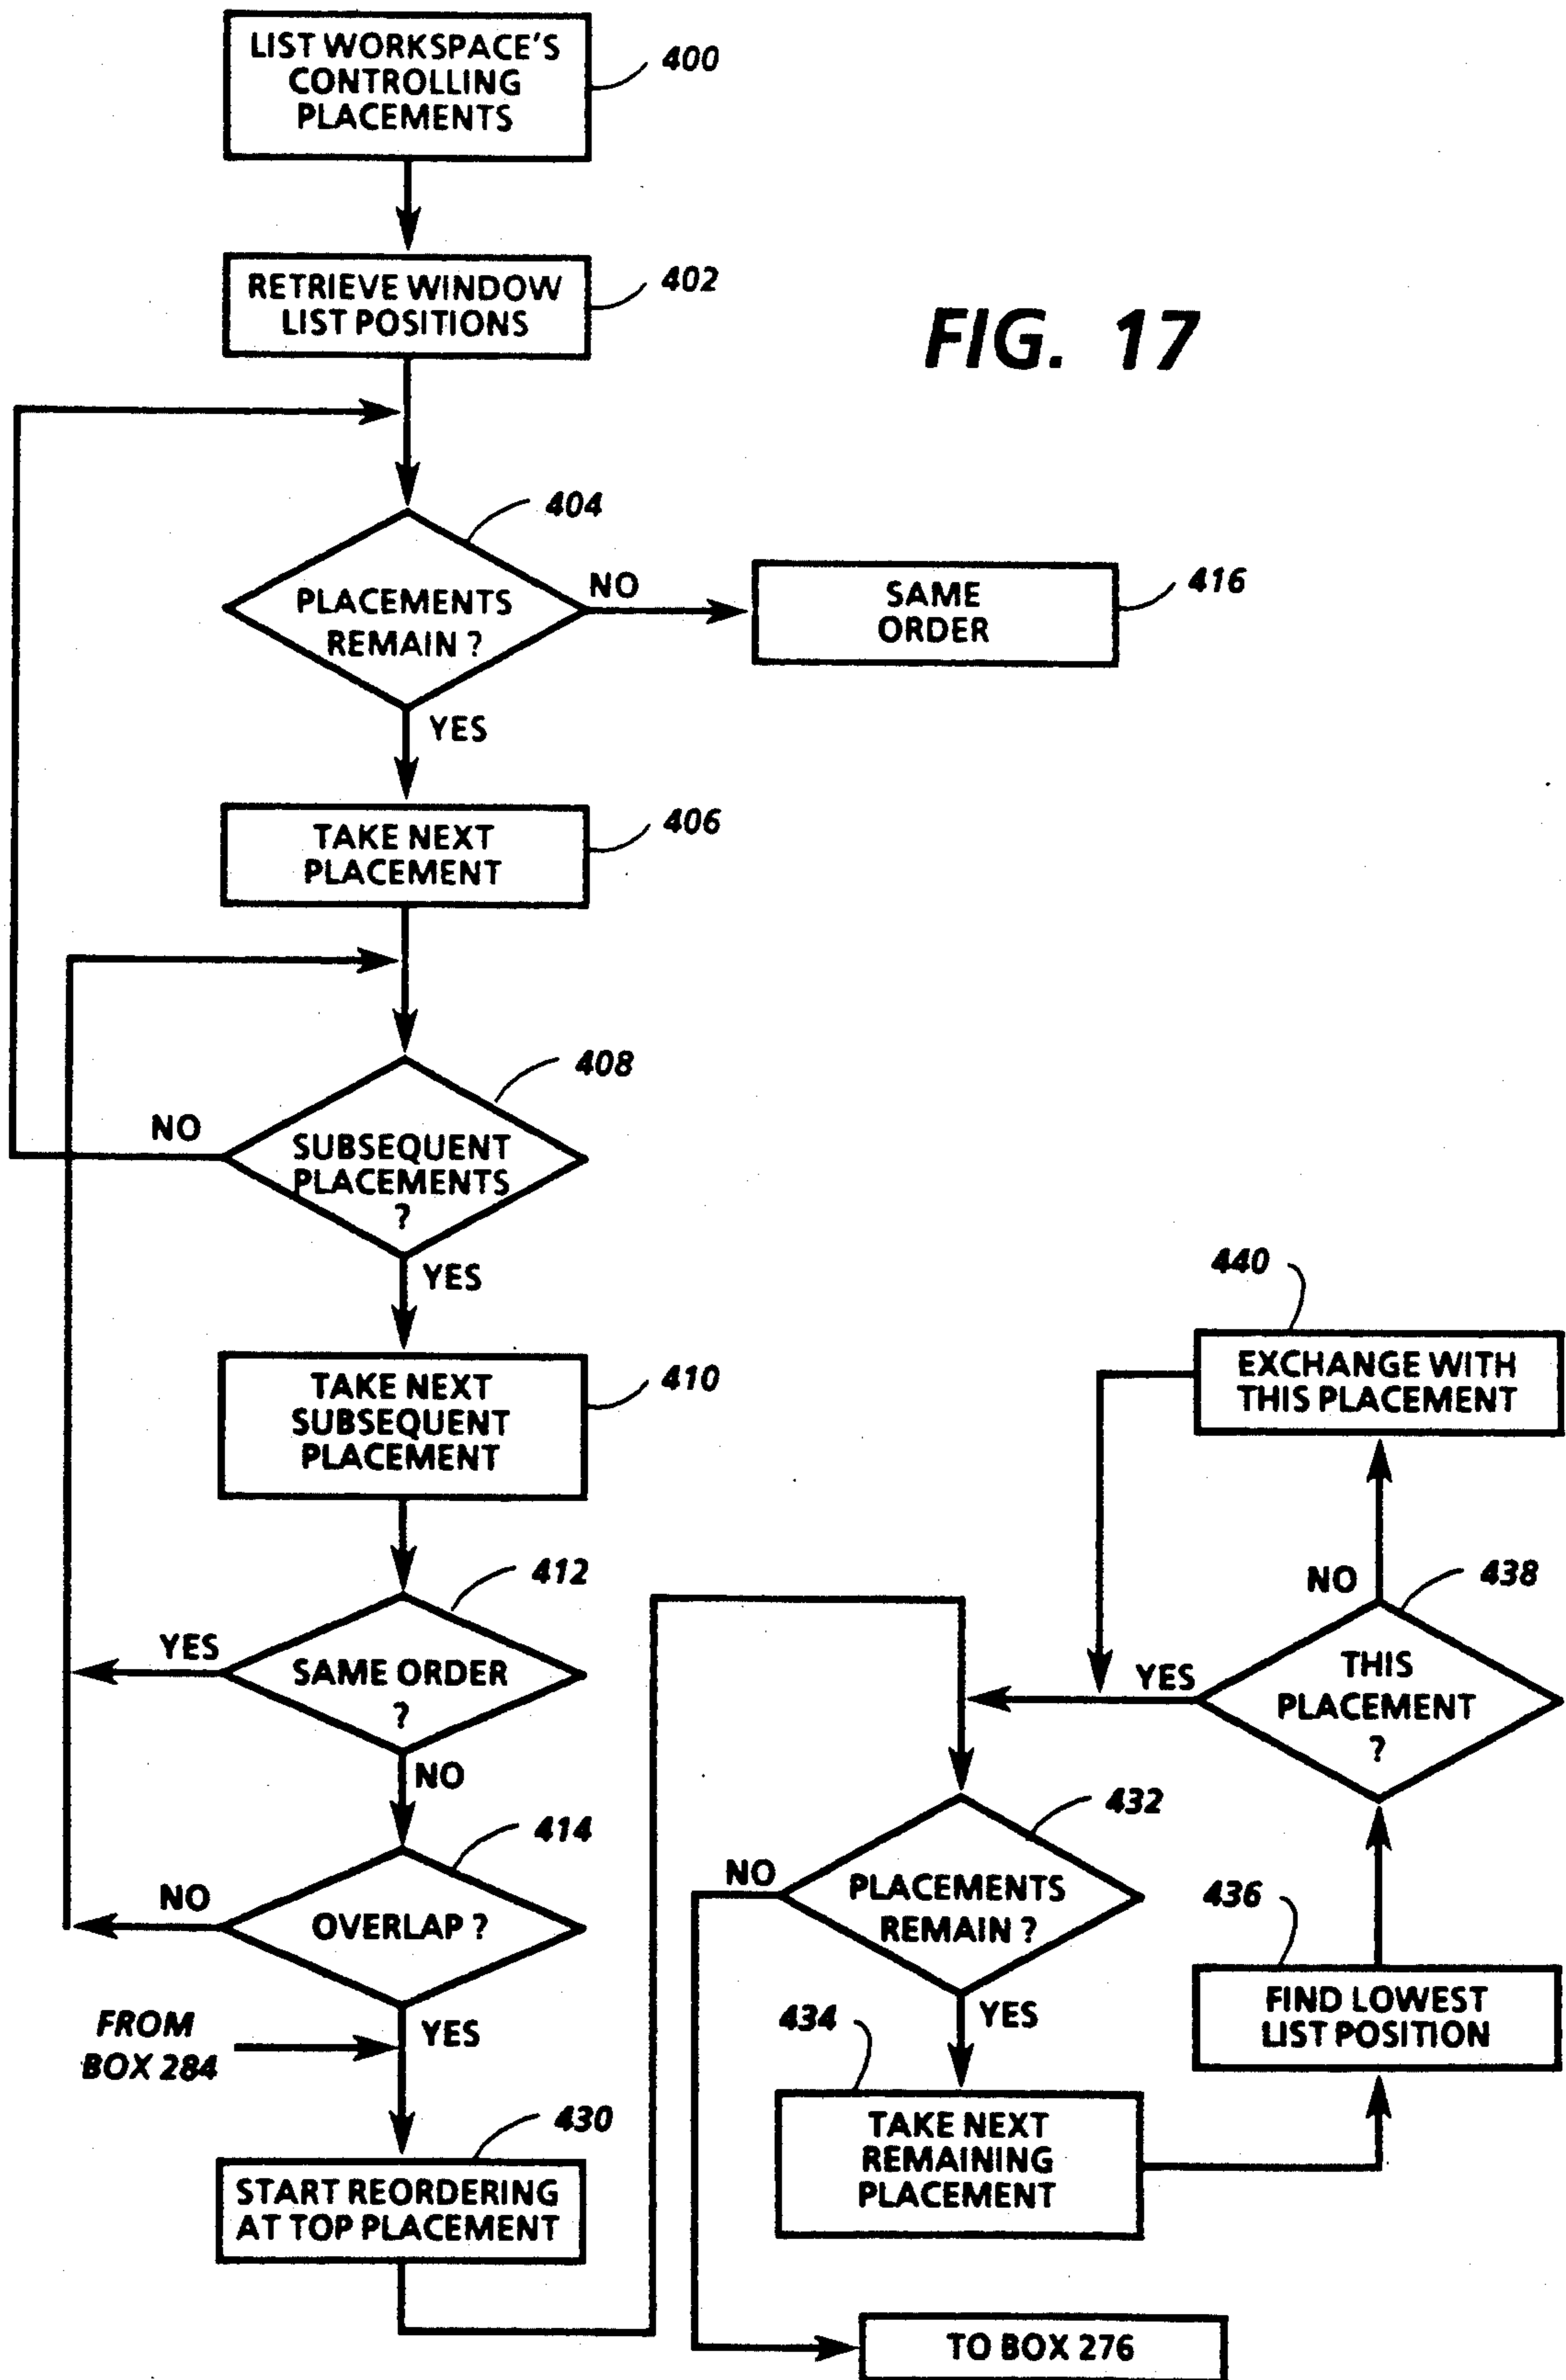 LIST WORKSPACE'S
CONTROLLING
PLACEMENTS
400
RETRIEVE WINDOW
LIST POSITIONS
402
FIG. 17
404
PLACEMENTS
REMAIN ?
NO
SAME
ORDER
416
YES
TAKE NEXT
PLACEMENT
406
408
NO
SUBSEQUENT
PLACEMENTS
?
YES
TAKE NEXT
SUBSEQUENT
PLACEMENT
410
412
YES
SAME ORDER
?
NO
414
NO
OVERLAP ?
YES
FROM
BOX 284
430
START REORDERING
AT TOP PLACEMENT
440
EXCHANGE WITH
THIS PLACEMENT
NO
438
YES
THIS
PLACEMENT
?
432
NO
PLACEMENTS
REMAIN ?
YES
436
FIND LOWEST
LIST POSITION
434
TAKE NEXT
REMAINING
PLACEMENT
TO BOX 276